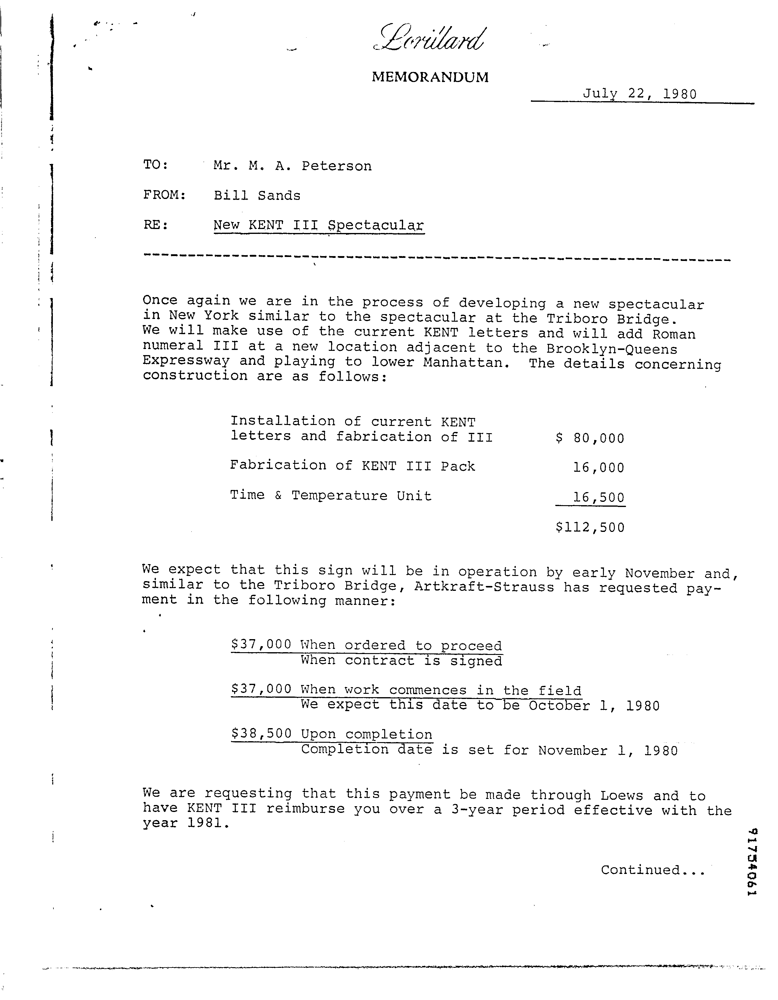 Lorillard
MEMORANDUM
July 22, 1980
TO: Mr. M. A. Peterson
FROM: Bill Sands
RE: New KENT III Spectacular
Once again we are in the process of developing a new spectacular
in New York similar to the spectacular at the Triboro Bridge.
We will make use of the current KENT letters and will add Roman
numeral III at a new location adjacent to the Brooklyn-Queens
Expressway and playing to lower Manhattan. The details concerning
construction are as follows:
Installation of current KENT
letters and fabrication of III $ 80,000
Fabrication of KENT III Pack 16,000
Time & Temperature Unit 16,500
$112,500
We expect that this sign will be in operation by early November and,
similar to the Triboro Bridge, Artkraft-Strauss has requested pay-
ment in the following manner:
$37,000 When ordered to proceed
When contract is signed
$37,000 When work commences in the field
We expect this date to be October 1, 1980
$38,500 Upon completion
Completion date is set for November 1, 1980
We are requesting that this payment be made through Loews and to
have KENT III reimburse you over a 3-year period effective with the
year 1981.
Continued...
91754061